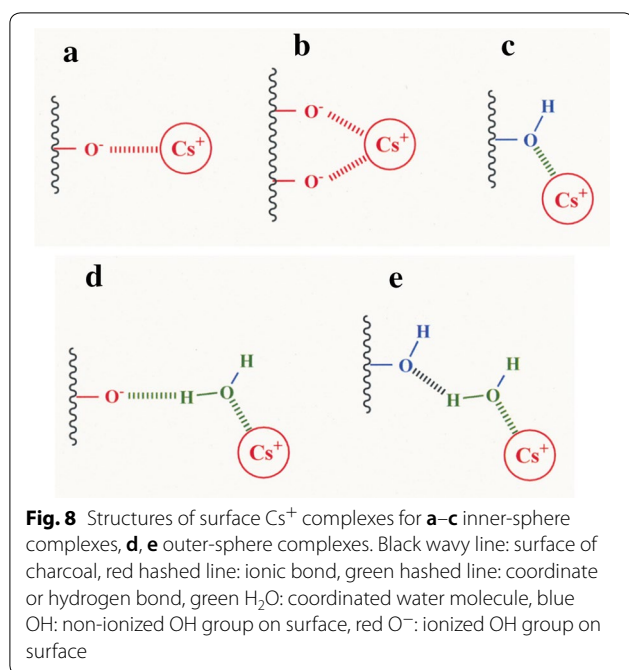 a
b
c
O⁻
Cs⁺
O⁻
O⁻
Cs⁺
H
O
Cs⁺
d
e
O⁻
H
O
H
Cs⁺
H
O
H
O
H
Cs⁺
Fig. 8 Structures of surface Cs⁺ complexes for a–c inner-sphere
complexes, d, e outer-sphere complexes. Black wavy line: surface of
charcoal, red hashed line: ionic bond, green hashed line: coordinate
or hydrogen bond, green H₂O: coordinated water molecule, blue
OH: non-ionized OH group on surface, red O⁻: ionized OH group on
surface